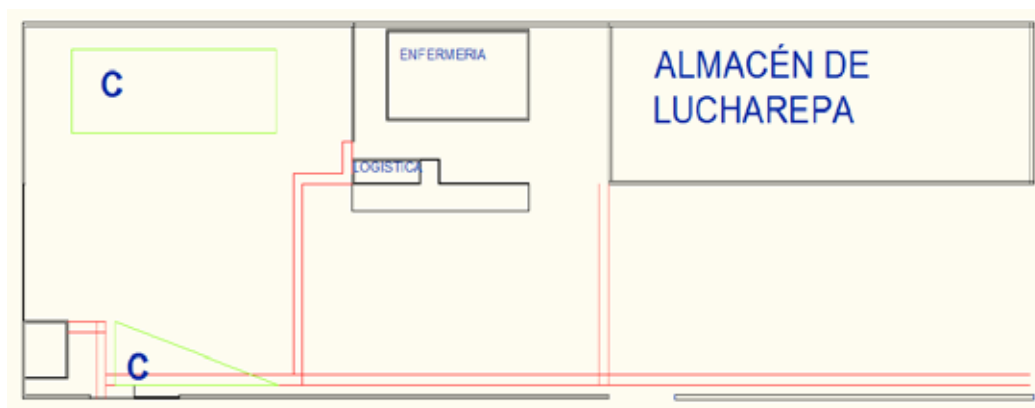 C
ENFERMERIA
ALMACÉN DE
LUCHAREPA
LOGISTICA
C